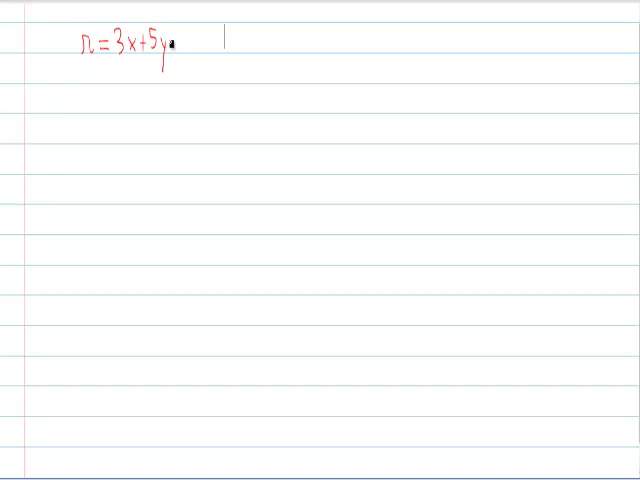 n = 3x + 5y